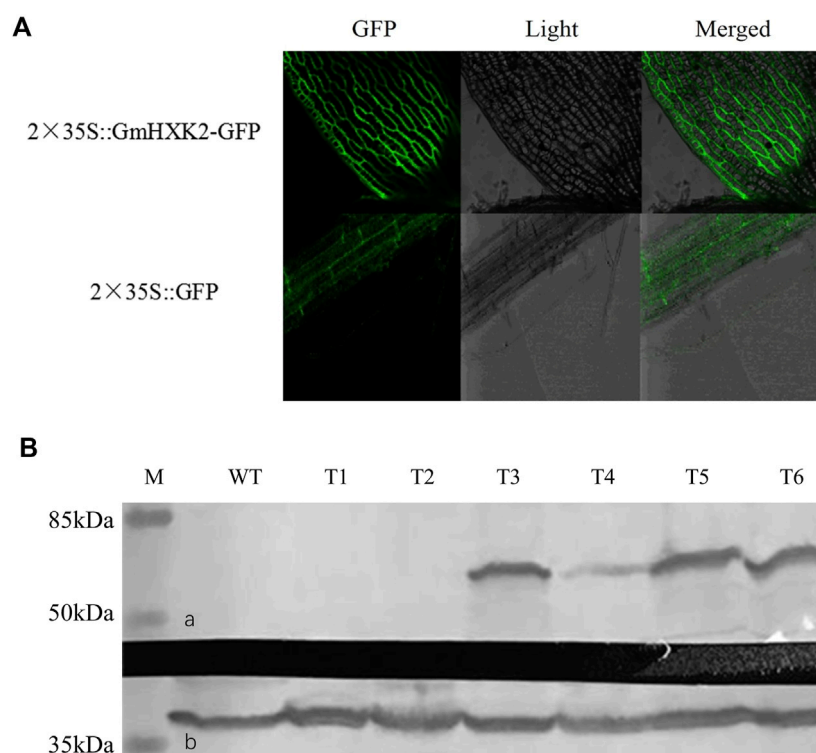 A
GFP Light Merged
2×35S::GmHXK2-GFP
2×35S::GFP
B
M WT T1 T2 T3 T4 T5 T6
85kDa
50kDa a
35kDa b